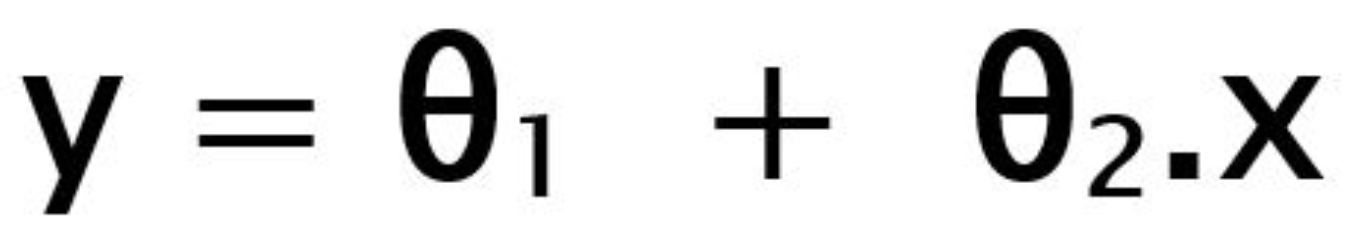 y = θ₁ + θ₂.x